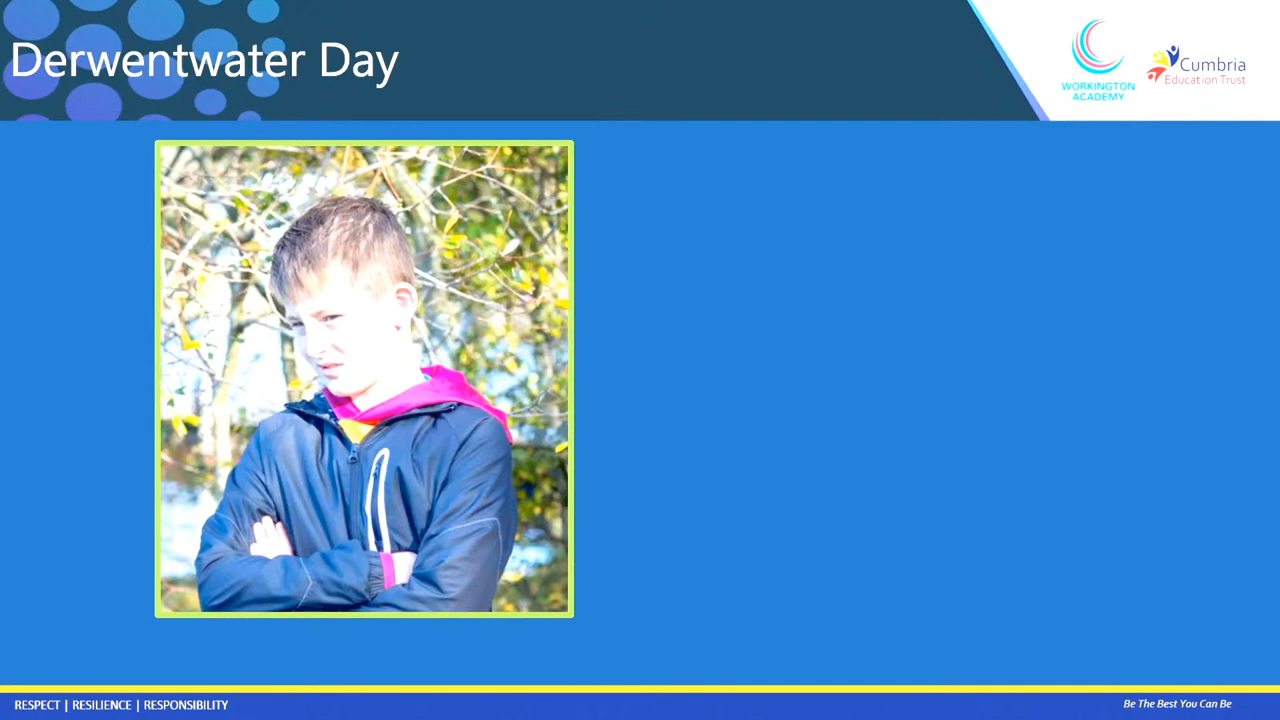 Derwentwater Day
WORKINGTON
ACADEMY
Cumbria
Education Trust
RESPECT | RESILIENCE | RESPONSIBILITY
Be The Best You Can Be